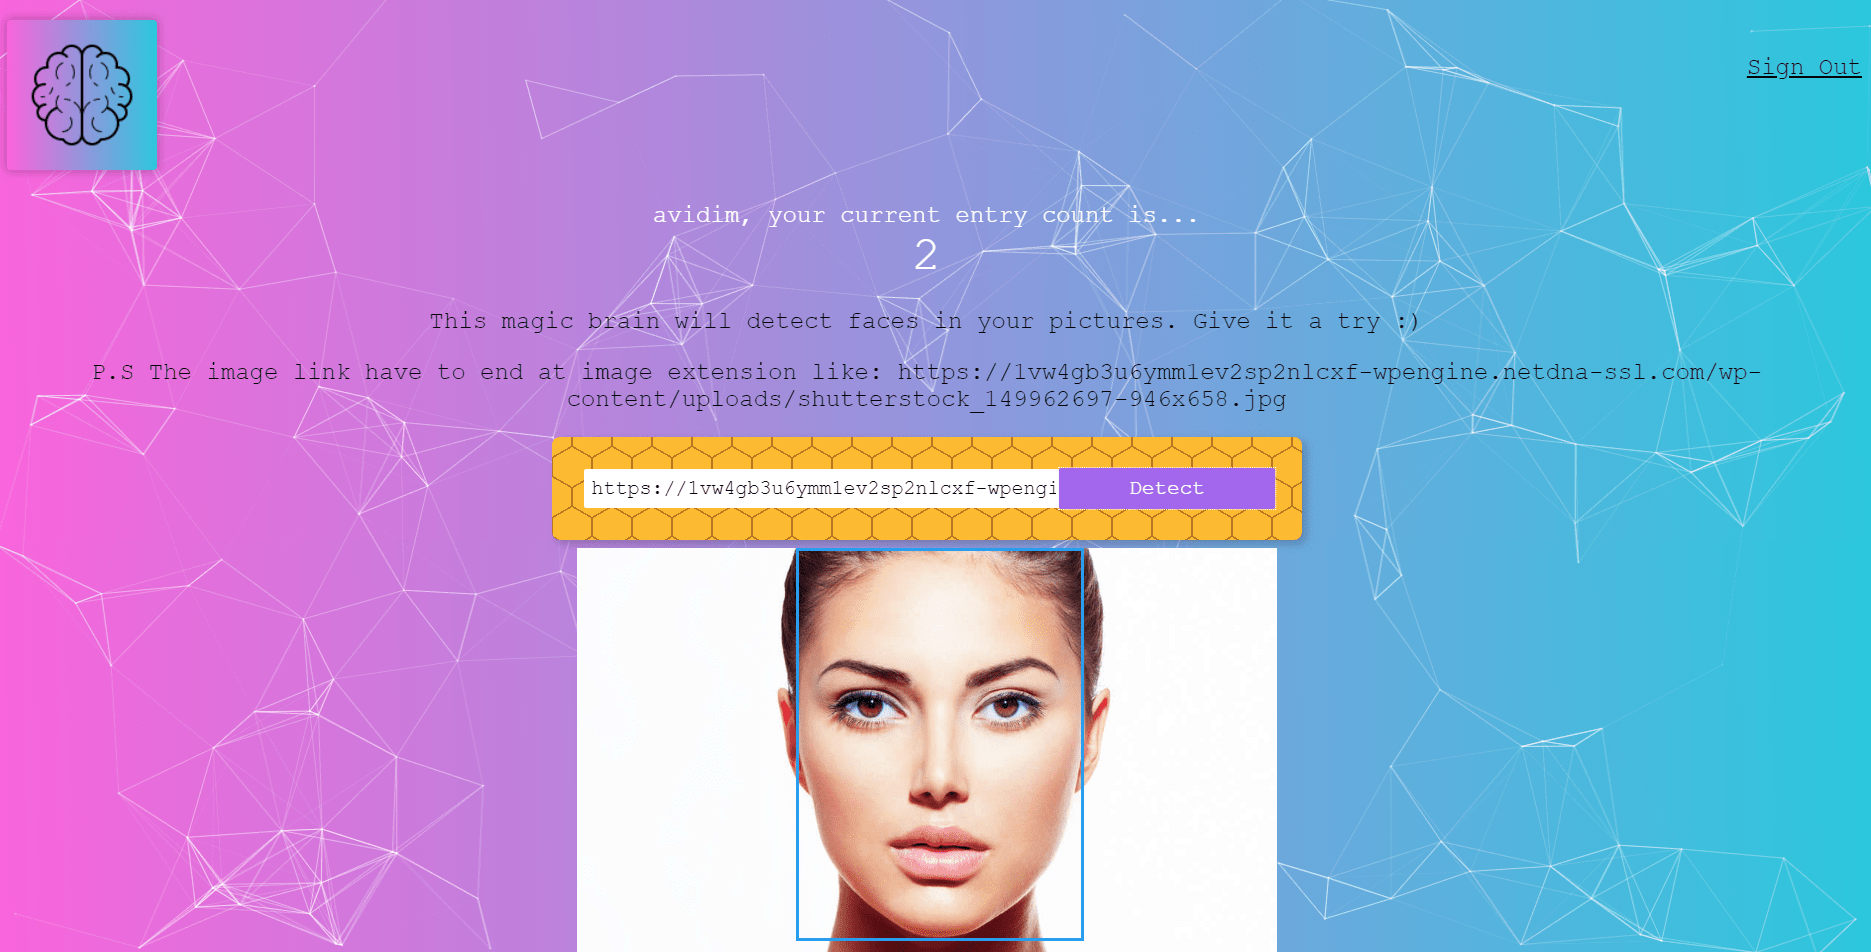 Sign Out
avidim, your current entry count is...
2
This magic brain will detect faces in your pictures. Give it a try :)
P.S The image link have to end at image extension like: https://1vw4gb3u6ymm1ev2sp2nlcxf-wpengine.netdna-ssl.com/wp-
content/uploads/shutterstock_149962697-946x658.jpg
https://1vw4gb3u6ymm1ev2sp2nlcxf-wpengi Detect